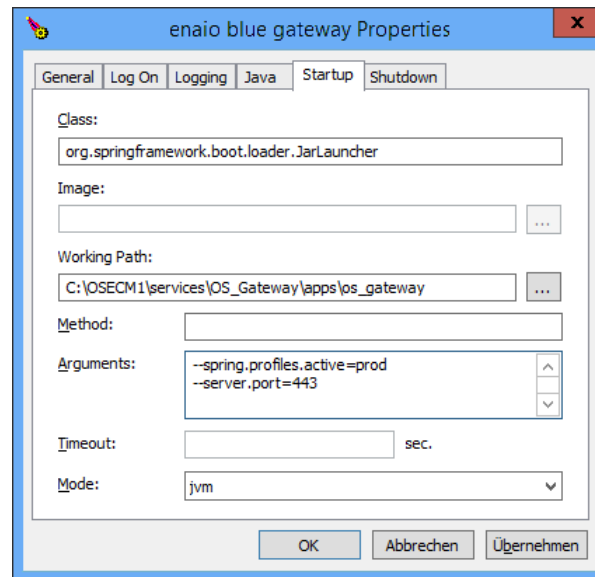 enaio blue gateway Properties
x
General Log On Logging Java Startup Shutdown
Class:
org.springframework.boot.loader.JarLauncher
Image:
...
Working Path:
C:\OSECM1\services\OS_Gateway\apps\os_gateway ...
Method:
Arguments: --spring.profiles.active=prod
--server.port=443
Timeout: sec.
Mode: jvm
OK Abbrechen Übernehmen